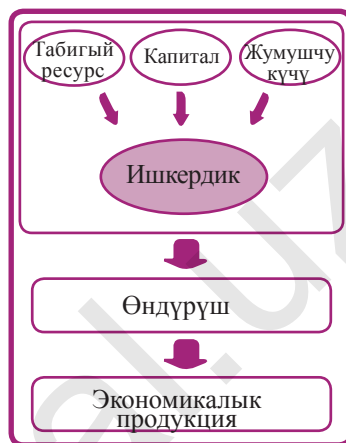 Табигый
ресурс
Капитал
Жумушчу
күчү
Ишкердик
Өндүрүш
Экономикалык
продукция